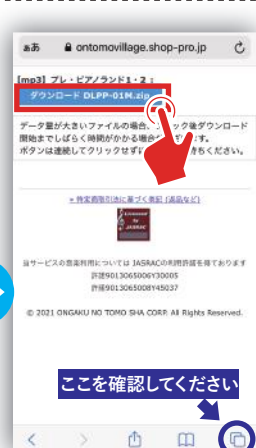 ぁあ ontomovillage.shop-pro.jp
[mp3] プレ・ピアノランド1・2 :
ダウンロード DLPP-01M.zip
データ量が大きいファイルの場合、
ック後ダウンロード
開始までしばらく時間がかかる場合
す。
ボタンは連続してクリックせずに
待ちください。
» 特定商取引法に基づく表記 (返品など)
Licensed
by
JASRAC
当サービスの音楽利用については JASRACの利用許諾を得ております
許諾9013065006Y30005
許諾9013065008Y45037
© 2021 ONGAKU NO TOMO SHA CORP. All Rights Reserved.
ここを確認してください